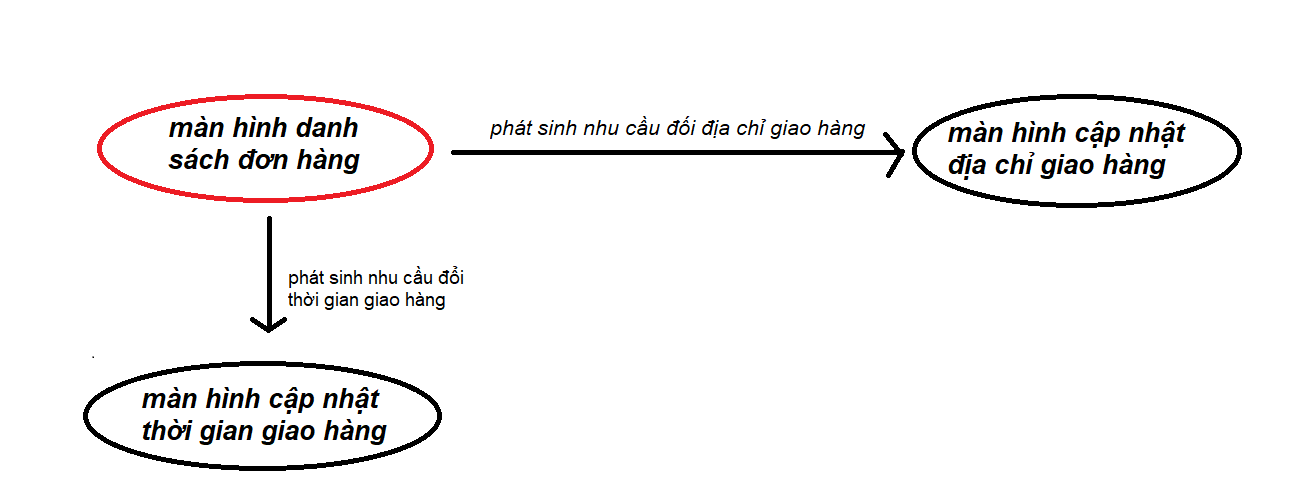 màn hình danh
sách đơn hàng
phát sinh nhu cầu đối địa chỉ giao hàng
màn hình cập nhật
địa chỉ giao hàng
phát sinh nhu cầu đổi
thời gian giao hàng
màn hình cập nhật
thời gian giao hàng